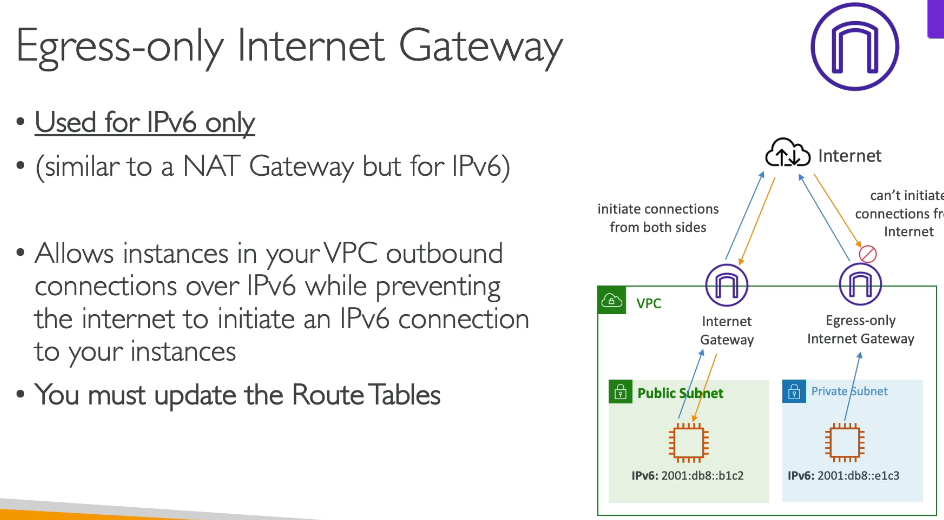 Egress-only Internet Gateway
• Used for IPv6 only
• (similar to a NAT Gateway but for IPv6)
• Allows instances in your VPC outbound
connections over IPv6 while preventing
the internet to initiate an IPv6 connection
to your instances
• You must update the Route Tables
Internet
initiate connections
from both sides
can't initiate
connections fr
Internet
VPC
Internet
Gateway
Egress-only
Internet Gateway
Public Subnet
Private Subnet
IPv6: 2001:db8::b1c2
IPv6: 2001:db8::e1c3